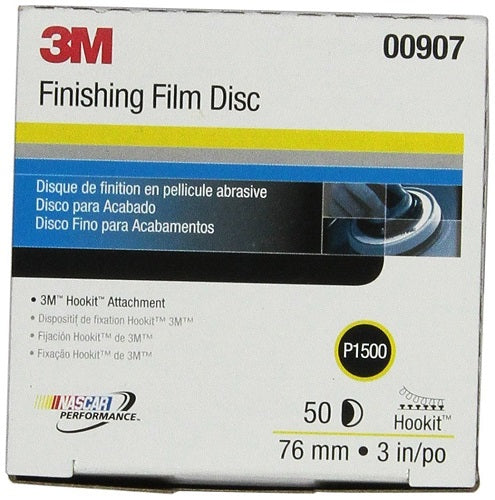 3M
00907
Finishing Film Disc
Disque de finition en pellicule abrasive
Disco para Acabado
Disco Fino para Acabamentos
• 3M™ Hookit™ Attachment
• Dispositif de fixation Hookit™ 3M™
• Fijación Hookit™ de 3M™
• Fixação Hookit™ de 3M™
P1500
NASCAR
PERFORMANCE™
50
Hookit™
76 mm • 3 in/po